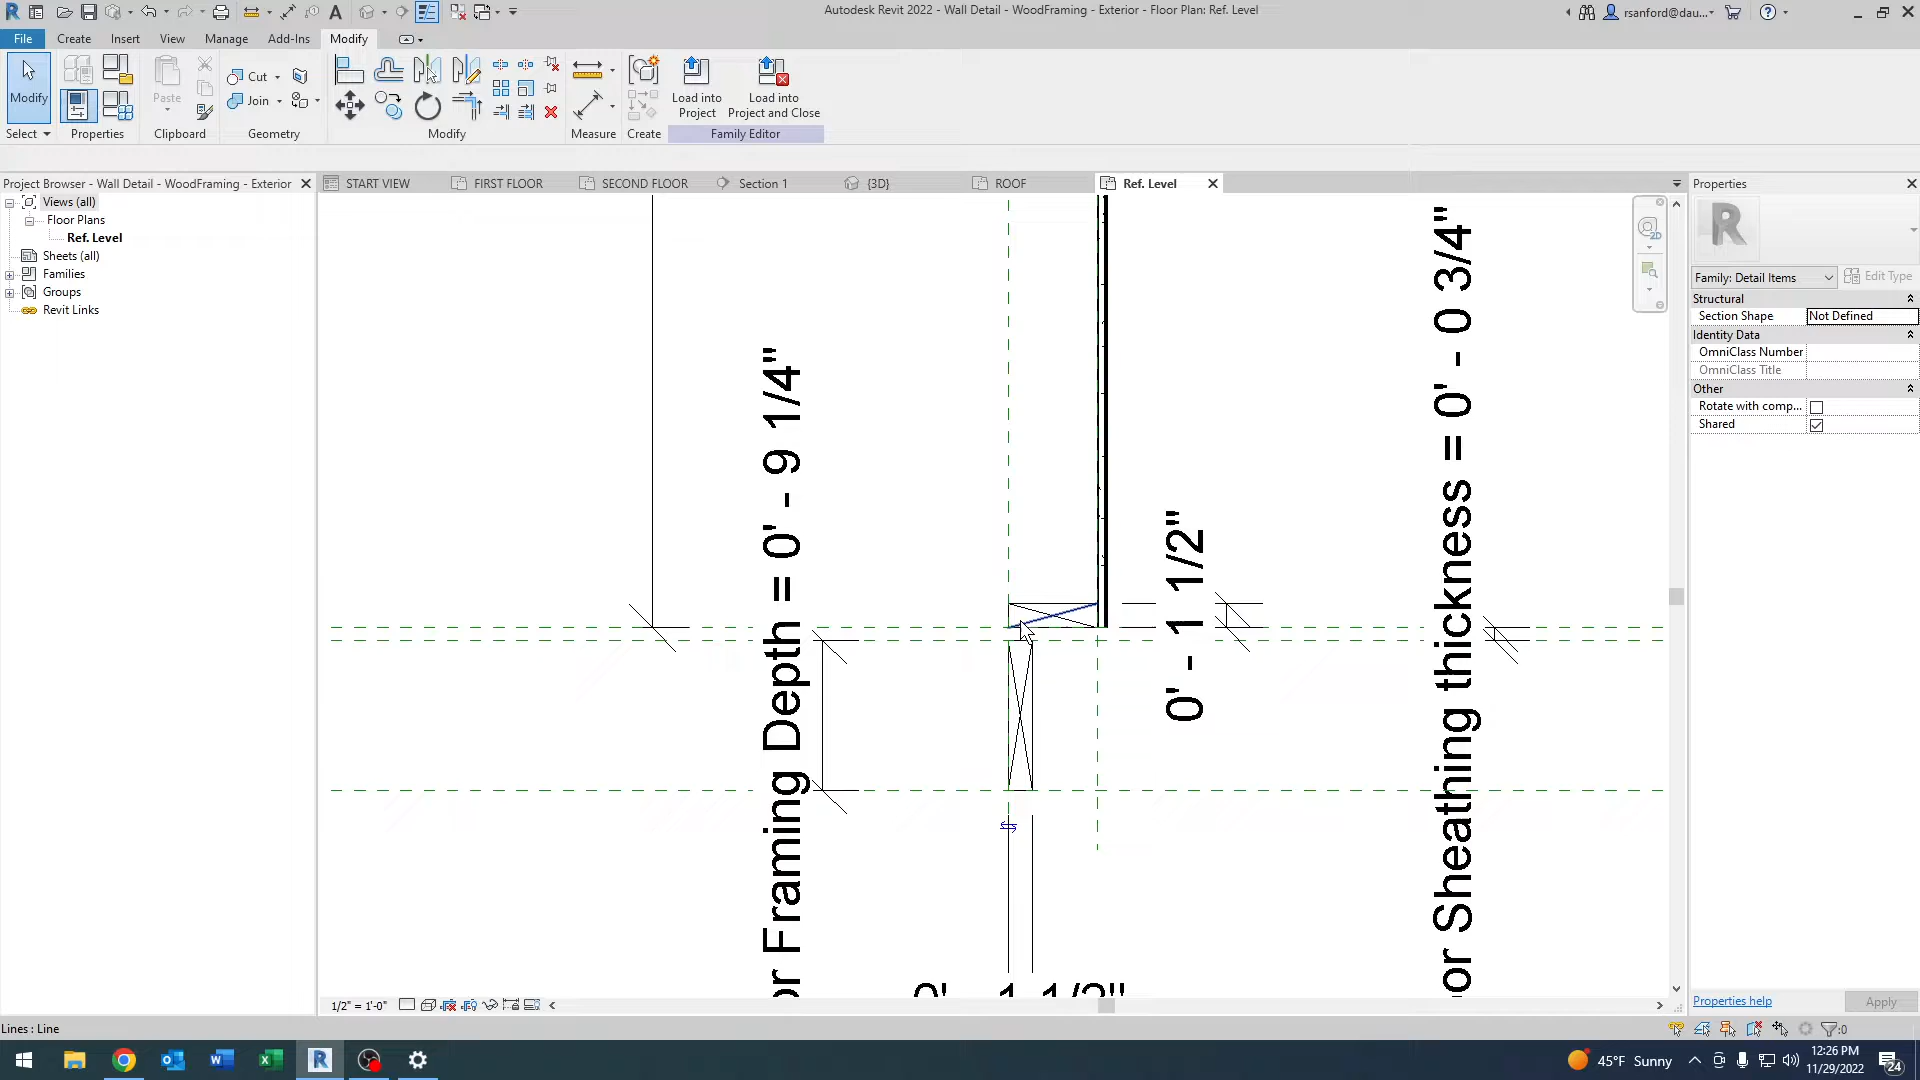 Autodesk Revit 2022 - Wall Detail - WoodFraming - Exterior - Floor Plan: Ref. Level
rsanford@dau...
File
Create
Insert
View
Manage
Add-Ins
Modify
Modify
Paste
Cut
Join
Load into
Project
Load into
Project and Close
Select
Properties
Clipboard
Geometry
Modify
Measure
Create
Family Editor
Project Browser - Wall Detail - WoodFraming - Exterior
START VIEW
FIRST FLOOR
SECOND FLOOR
Section 1
{3D}
ROOF
Ref. Level
Properties
Views (all)
Floor Plans
Ref. Level
Sheets (all)
Families
Groups
Revit Links
or Framing Depth = 0' - 9 1/4"
0' - 1 1/2"
or Sheathing thickness = 0' - 0 3/4"
0' - 1 1/2"
2D
Family: Detail Items
Edit Type
Structural
Section Shape
Not Defined
Identity Data
OmniClass Number
OmniClass Title
Other
Rotate with comp...
Shared
1/2" = 1'-0"
Properties help
Apply
Lines : Line
:0
45°F Sunny
12:26 PM
11/29/2022
24